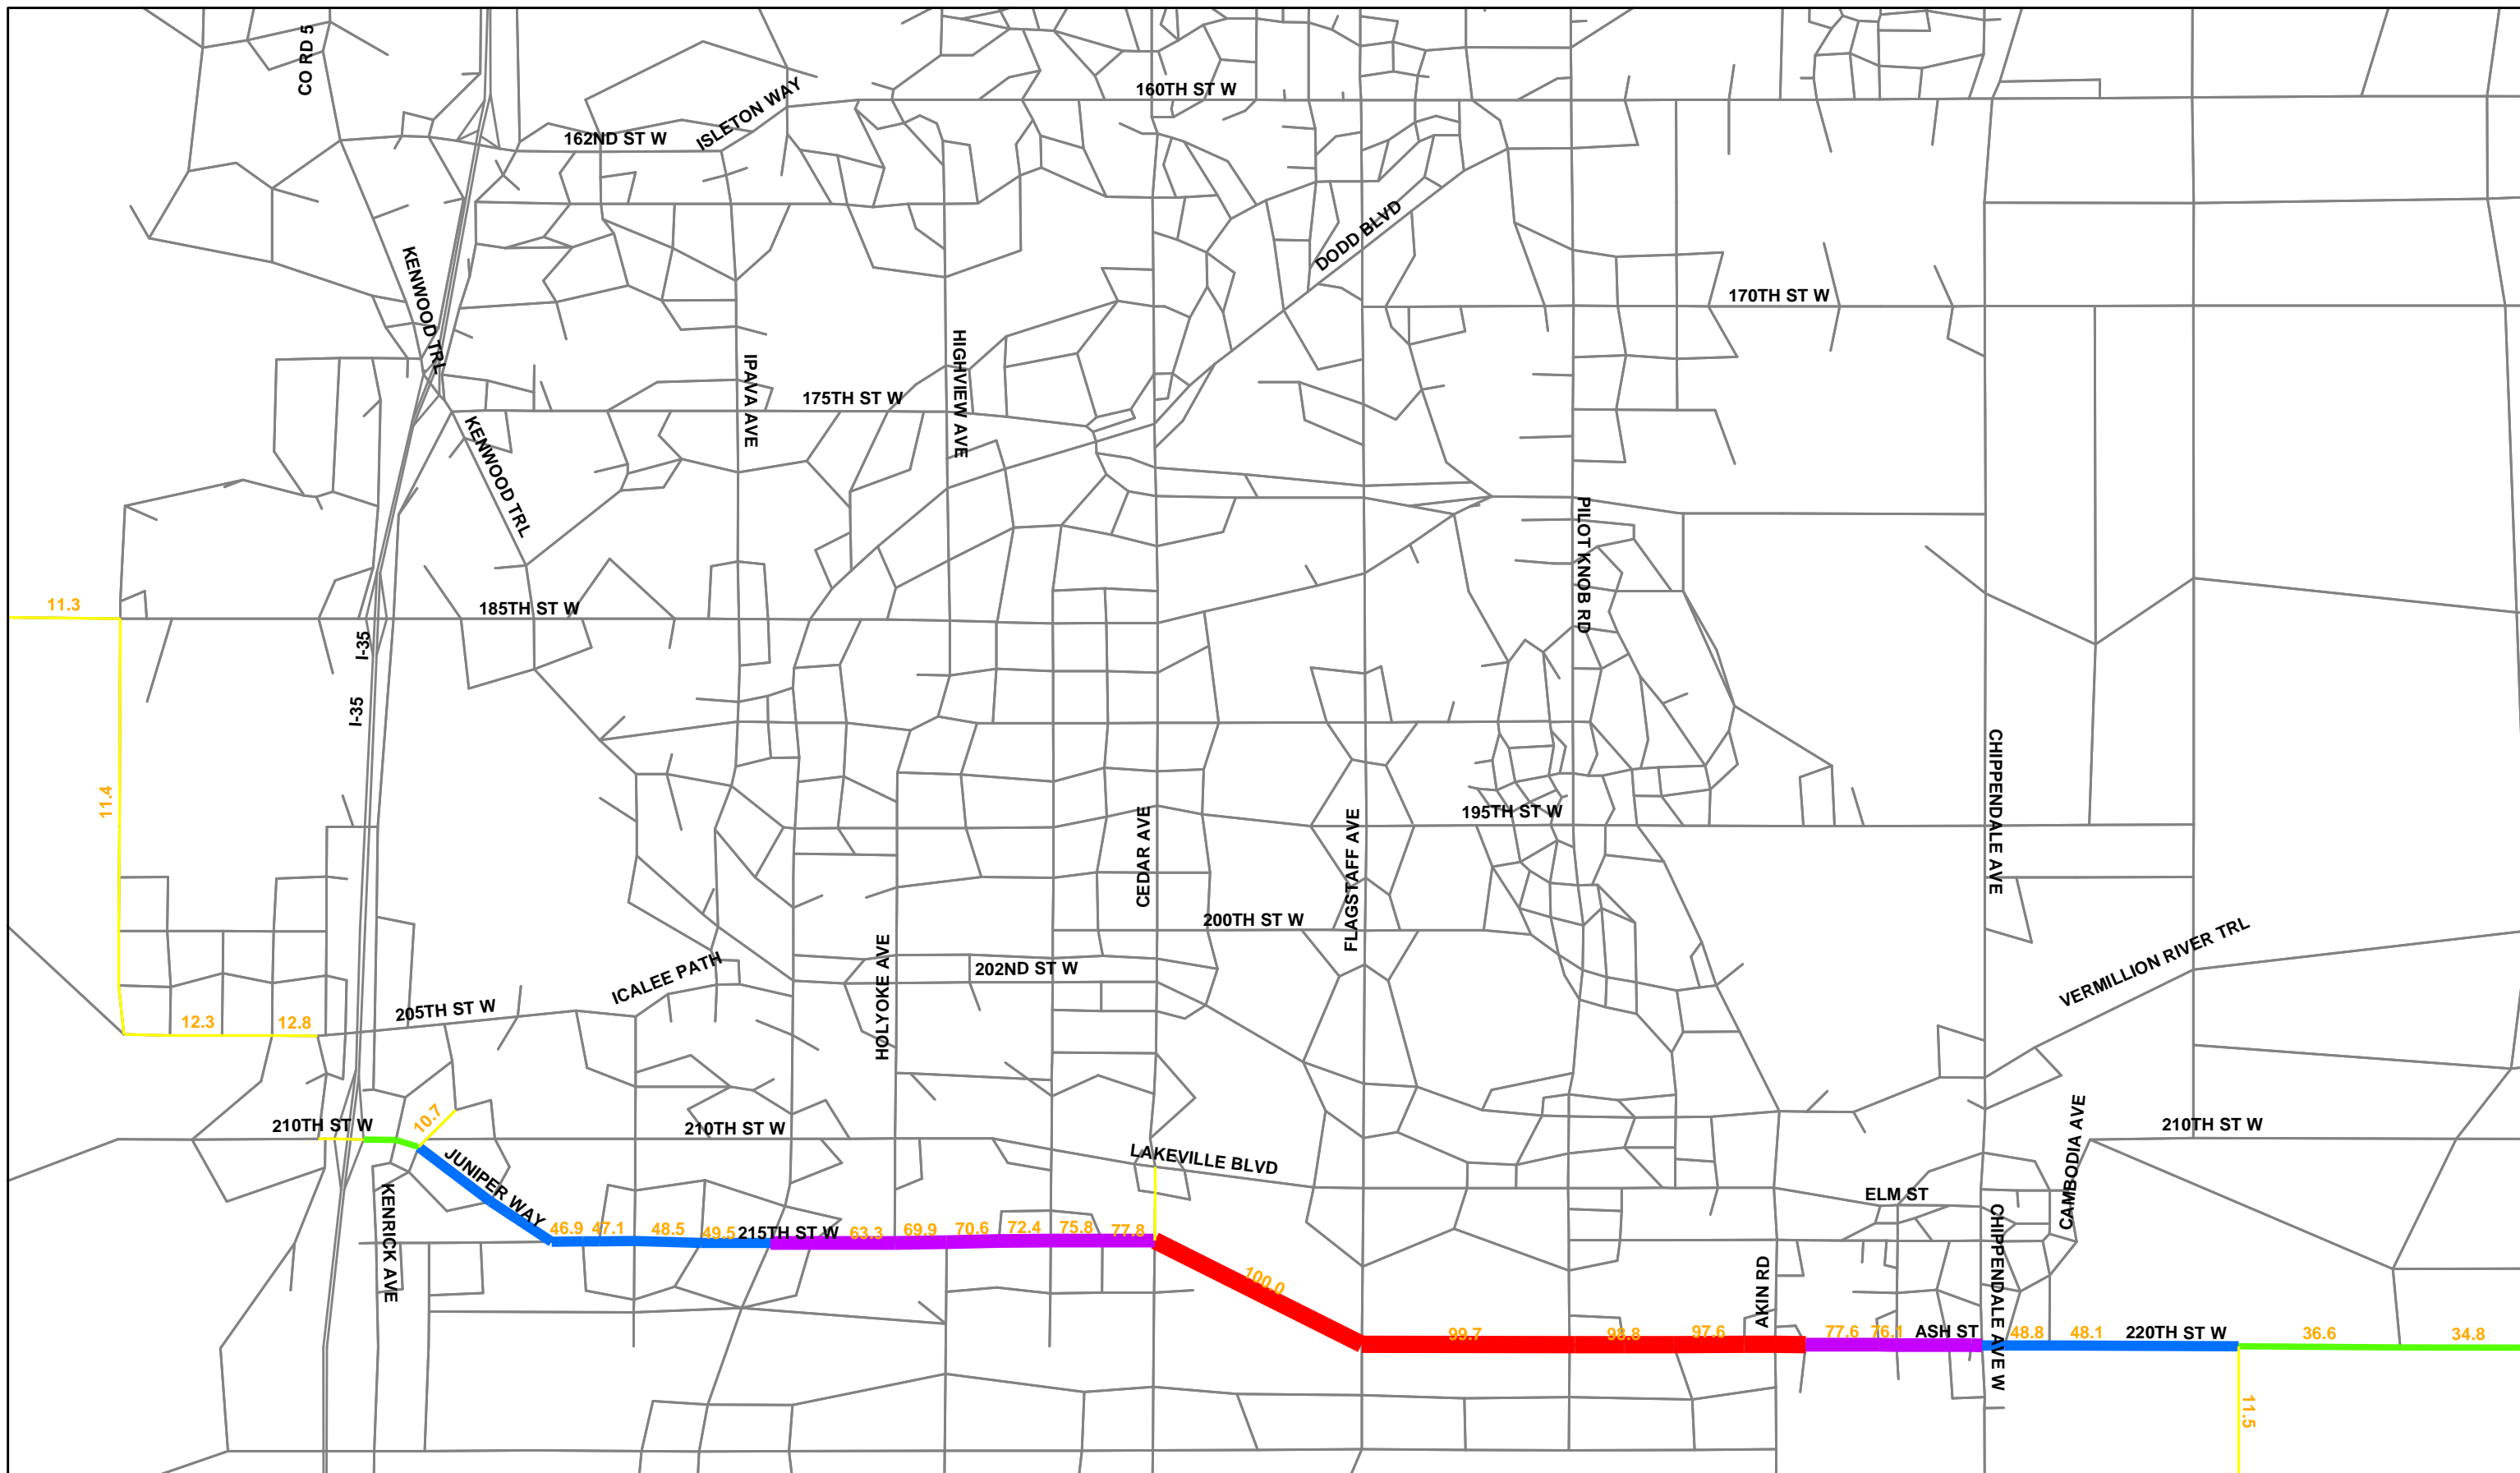 CO RD 5
160TH ST W
ISLETON WAY
162ND ST W
DODD BLVD
KENWOOD TRL
170TH ST W
IPAVA AVE
HIGHVIEW AVE
175TH ST W
KENWOOD TRL
PILOT KNOB RD
11.3
185TH ST W
I-35
I-35
11.4
CHIPPENDALE AVE
CEDAR AVE
FLAGSTAFF AVE
195TH ST W
200TH ST W
HOLYOKE AVE
202ND ST W
ICALEE PATH
VERMILLION RIVER TRL
205TH ST W
12.3
12.8
10.7
210TH ST W
210TH ST W
CAMBODIA AVE
210TH ST W
LAKEVILLE BLVD
JUNIPER WAY
KENRICK AVE
ELM ST
46.9
47.1
48.5
49.5
215TH ST W
63.3
69.9
70.6
72.4
75.8
77.8
100.0
AKIN RD
CHIPPENDALE AVE W
99.7
98.8
97.6
77.6
76.1
ASH ST
48.8
48.1
220TH ST W
36.6
34.8
11.5